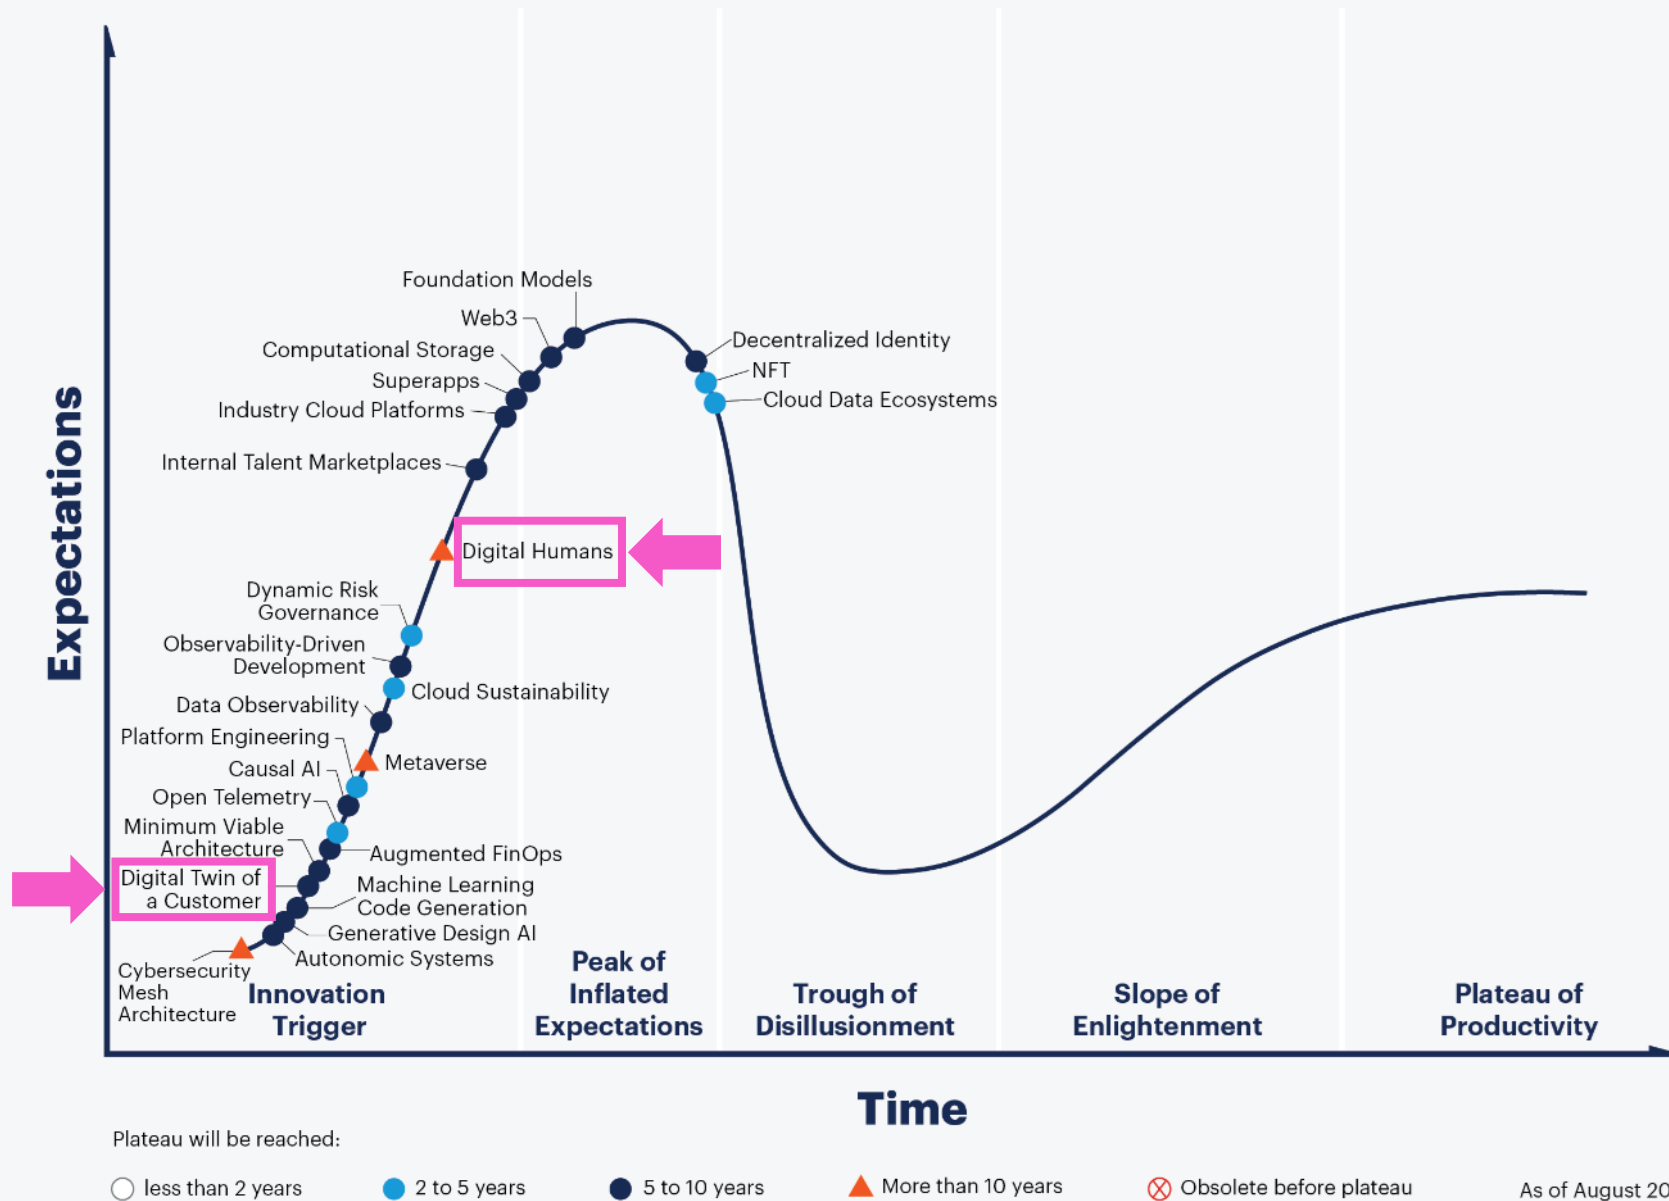 Expectations
Foundation Models
Web3
Computational Storage
Superapps
Industry Cloud Platforms
Internal Talent Marketplaces
Decentralized Identity
NFT
Cloud Data Ecosystems
Digital Humans
Dynamic Risk
Governance
Observability-Driven
Development
Cloud Sustainability
Data Observability
Platform Engineering
Metaverse
Causal AI
Open Telemetry
Minimum Viable
Architecture
Augmented FinOps
Digital Twin of
a Customer
Machine Learning
Code Generation
Generative Design AI
Autonomic Systems
Cybersecurity
Mesh
Architecture
Innovation
Trigger
Peak of
Inflated
Expectations
Trough of
Disillusionment
Slope of
Enlightenment
Plateau of
Productivity
Time
Plateau will be reached:
less than 2 years
2 to 5 years
5 to 10 years
More than 10 years
Obsolete before plateau
As of August 20